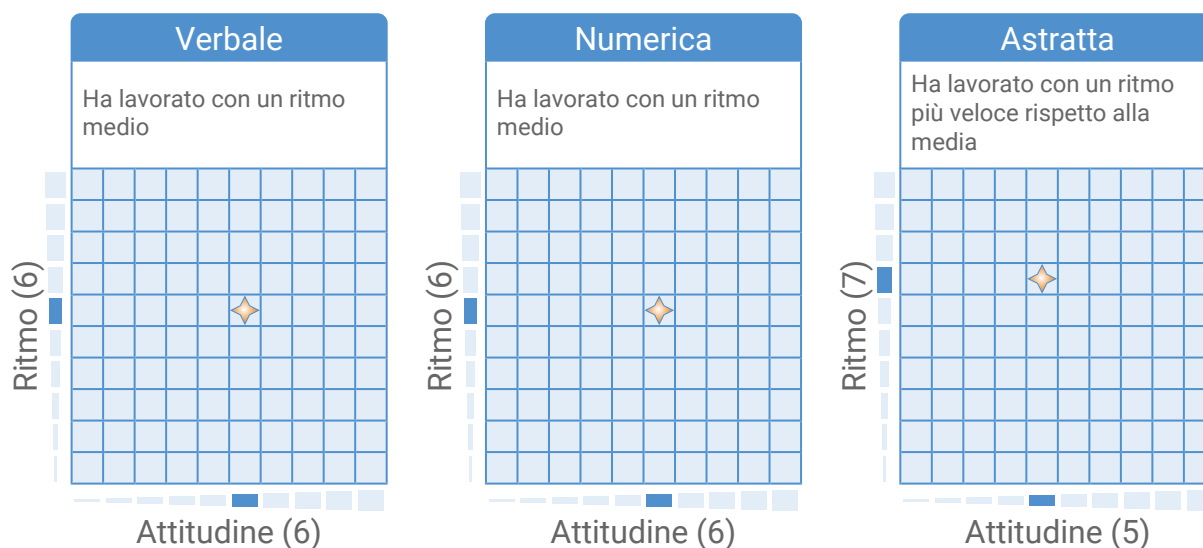 Verbale
Ha lavorato con un ritmo
medio
Ritmo (6)
Attitudine (6)
Numerica
Ha lavorato con un ritmo
medio
Ritmo (6)
Attitudine (6)
Astratta
Ha lavorato con un ritmo
più veloce rispetto alla
media
Ritmo (7)
Attitudine (5)